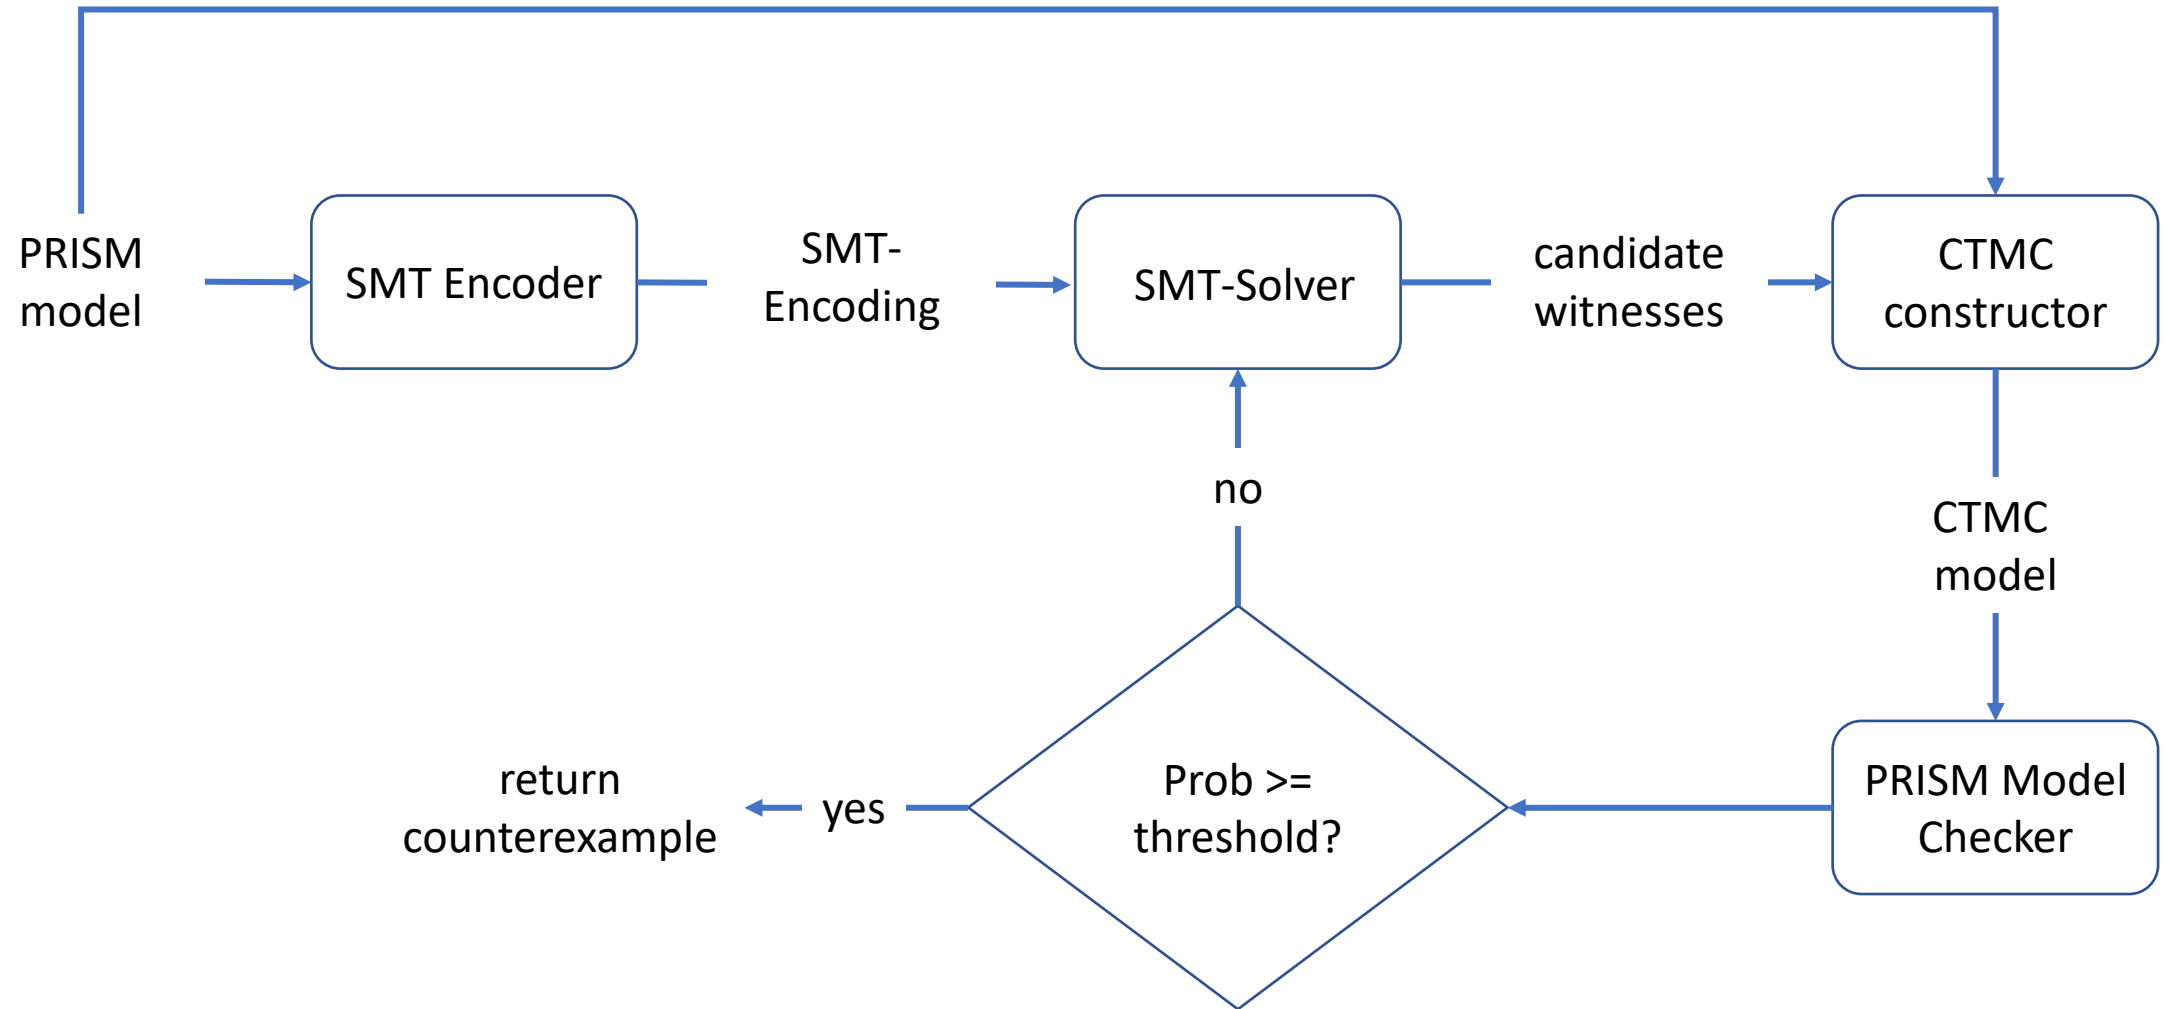 PRISM
model
SMT Encoder
SMT-
Encoding
SMT-Solver
candidate
witnesses
CTMC
constructor
no
CTMC
model
return
counterexample
yes
Prob >=
threshold?
PRISM Model
Checker